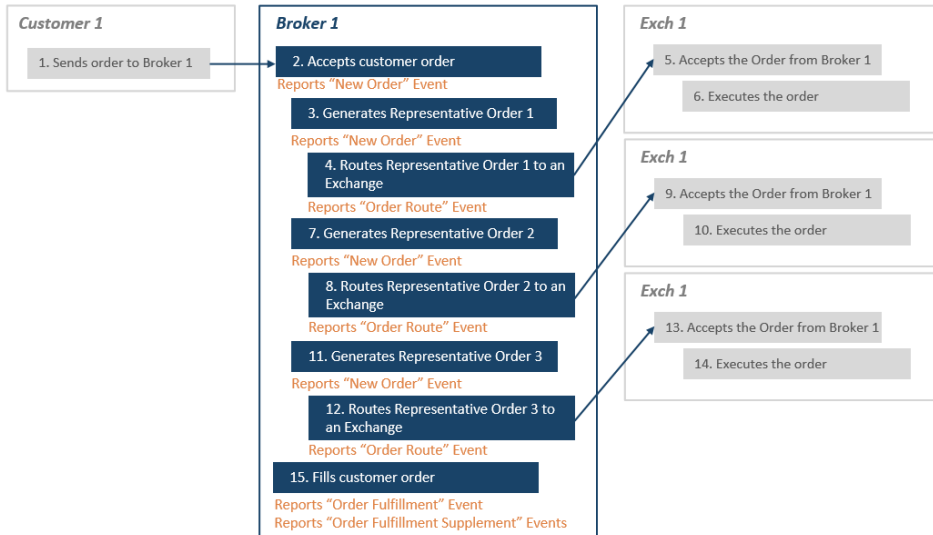 Customer 1
1. Sends order to Broker 1
Broker 1
2. Accepts customer order
Reports “New Order” Event
3. Generates Representative Order 1
Reports “New Order” Event
4. Routes Representative Order 1 to an
Exchange
Reports “Order Route” Event
7. Generates Representative Order 2
Reports “New Order” Event
8. Routes Representative Order 2 to an
Exchange
Reports “Order Route” Event
11. Generates Representative Order 3
Reports “New Order” Event
12. Routes Representative Order 3 to
an Exchange
Reports “Order Route” Event
15. Fills customer order
Reports “Order Fulfillment” Event
Reports “Order Fulfillment Supplement” Events
Exch 1
5. Accepts the Order from Broker 1
6. Executes the order
Exch 1
9. Accepts the Order from Broker 1
10. Executes the order
Exch 1
13. Accepts the Order from Broker 1
14. Executes the order